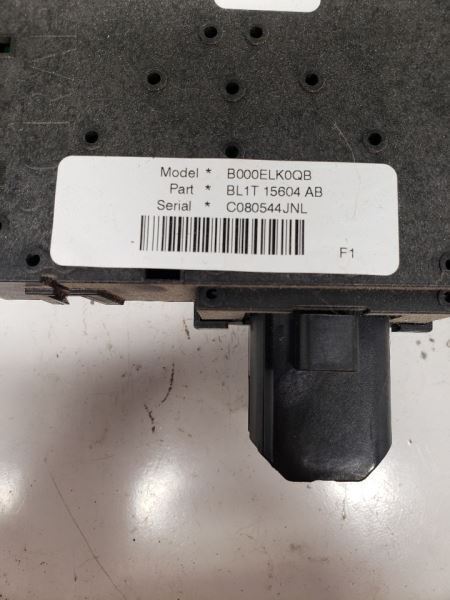 Model * B000ELK0QB
Part * BL1T 15604 AB
Serial * C080544JNL
F1